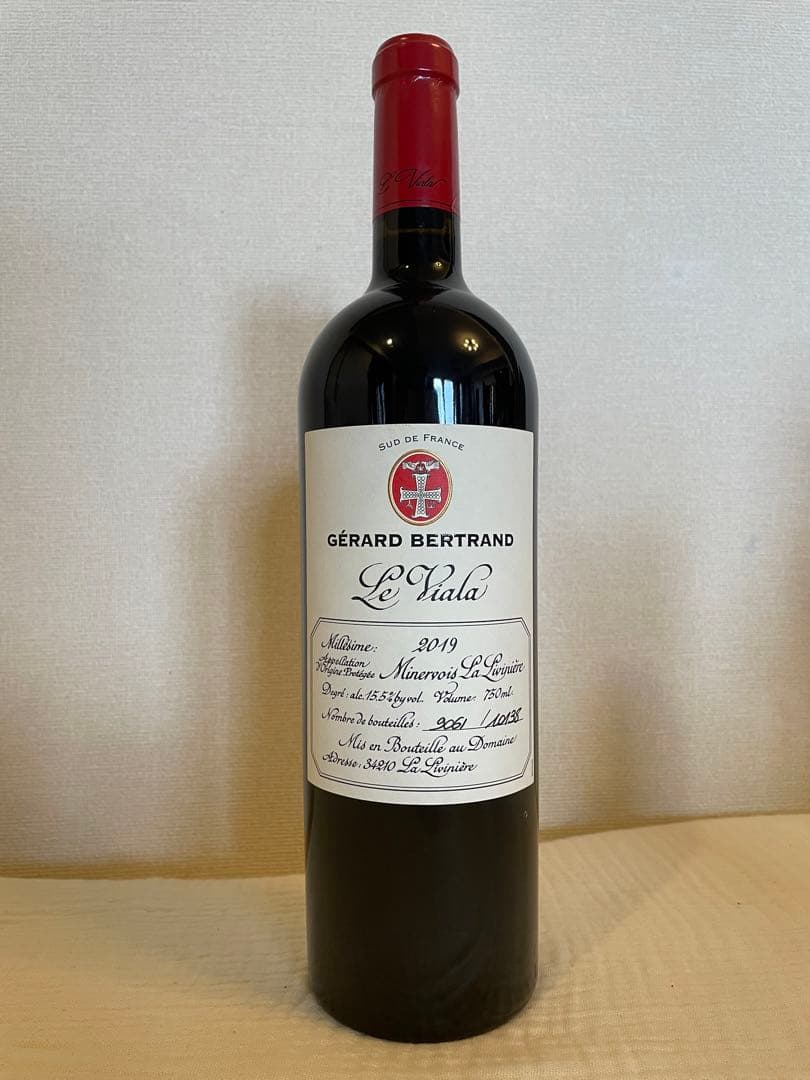 Le Viala
SUD DE FRANCE
GÉRARD BERTRAND
Le Viala
Millésime: 2019
Appellation
d'Origine Protégée Minervois La Livinière
Degré: alc. 15,5% by vol. Volume: 750 ml.
Nombre de bouteilles: 9061 / 10138
Mis en Bouteille au Domaine
Adresse: 34210 La Livinière